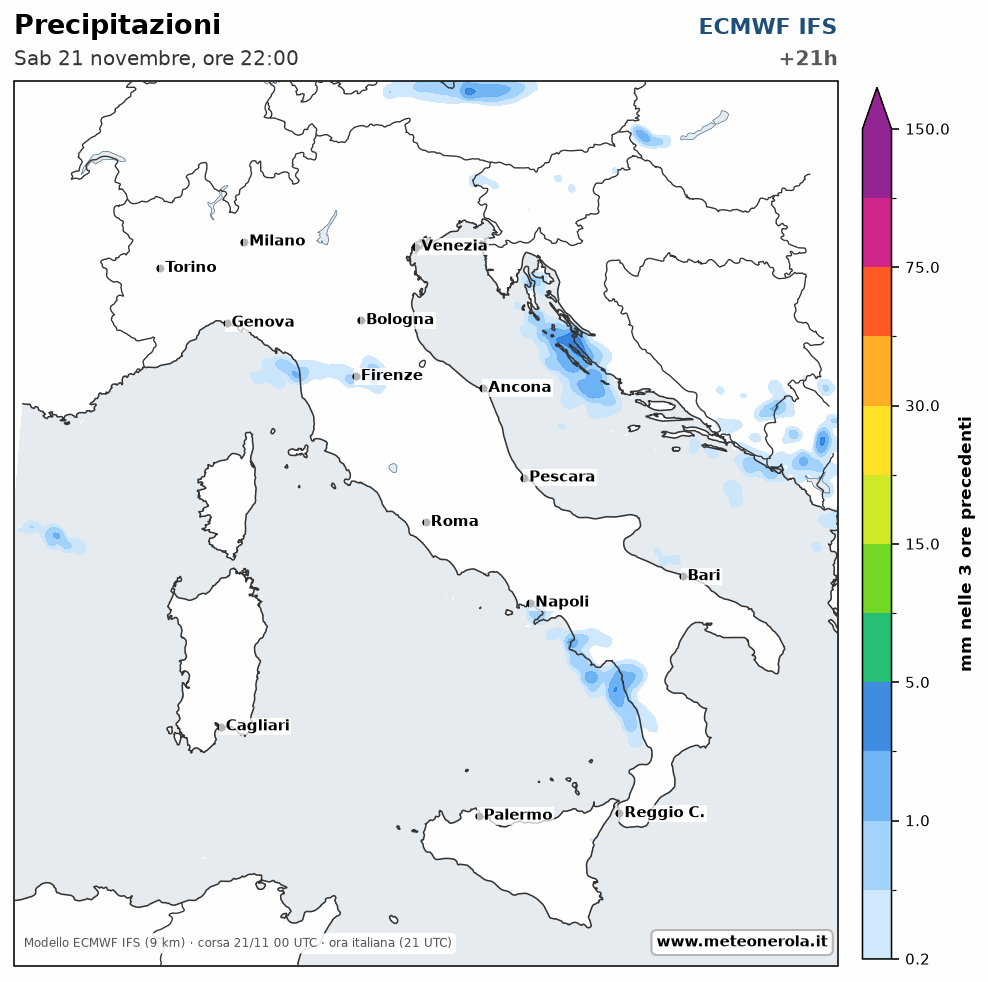 Precipitazioni
ECMWF IFS
Sab 21 novembre, ore 22:00
+21h
150.0
75.0
30.0
15.0
5.0
1.0
0.2
mm nelle 3 ore precedenti
Milano
Venezia
Torino
Genova
Bologna
Firenze
Ancona
Pescara
Roma
Bari
Napoli
Cagliari
Palermo
Reggio C.
Modello ECMWF IFS (9 km) · corsa 21/11 00 UTC · ora italiana (21 UTC)
www.meteonerola.it